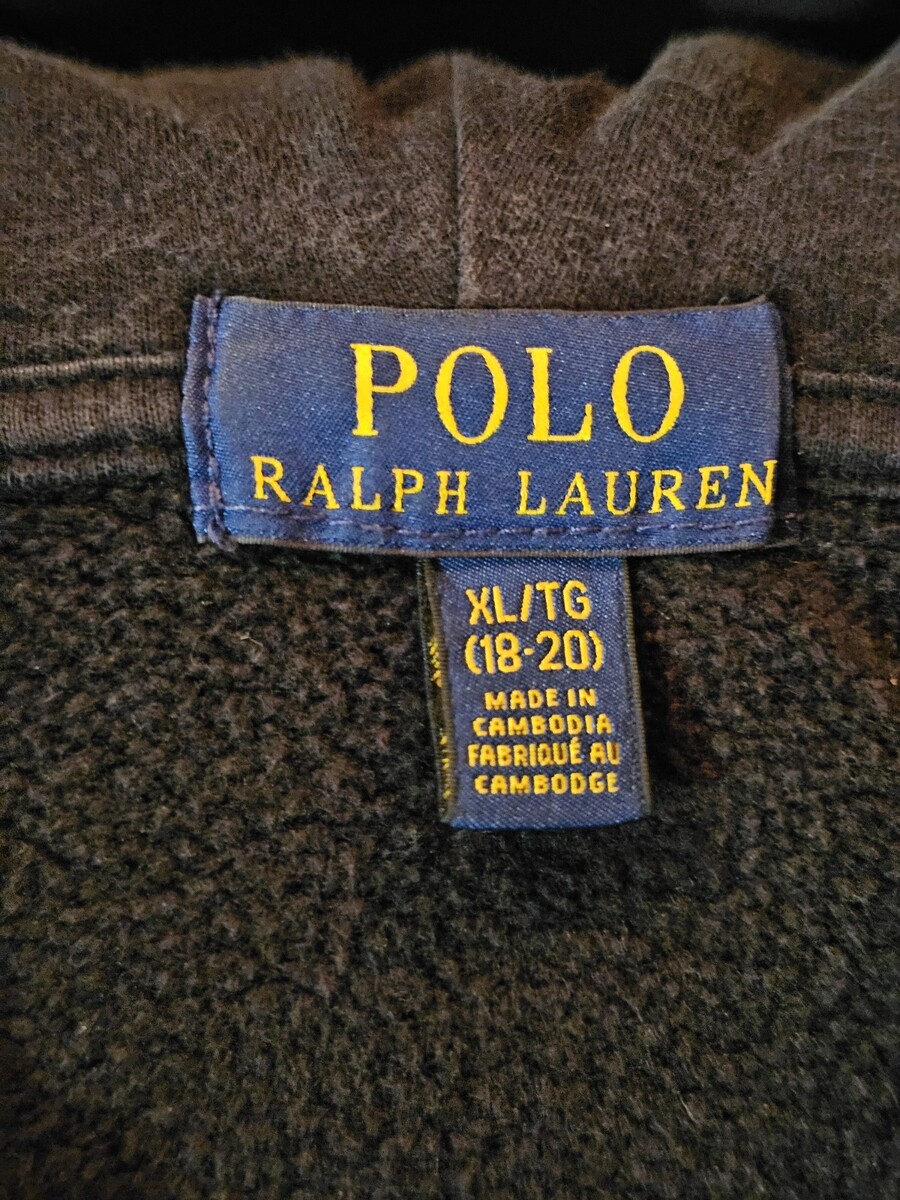 POLO
RALPH LAUREN
XL/TG
(18-20)
MADE IN
CAMBODIA
FABRIQUÉ AU
CAMBODGE